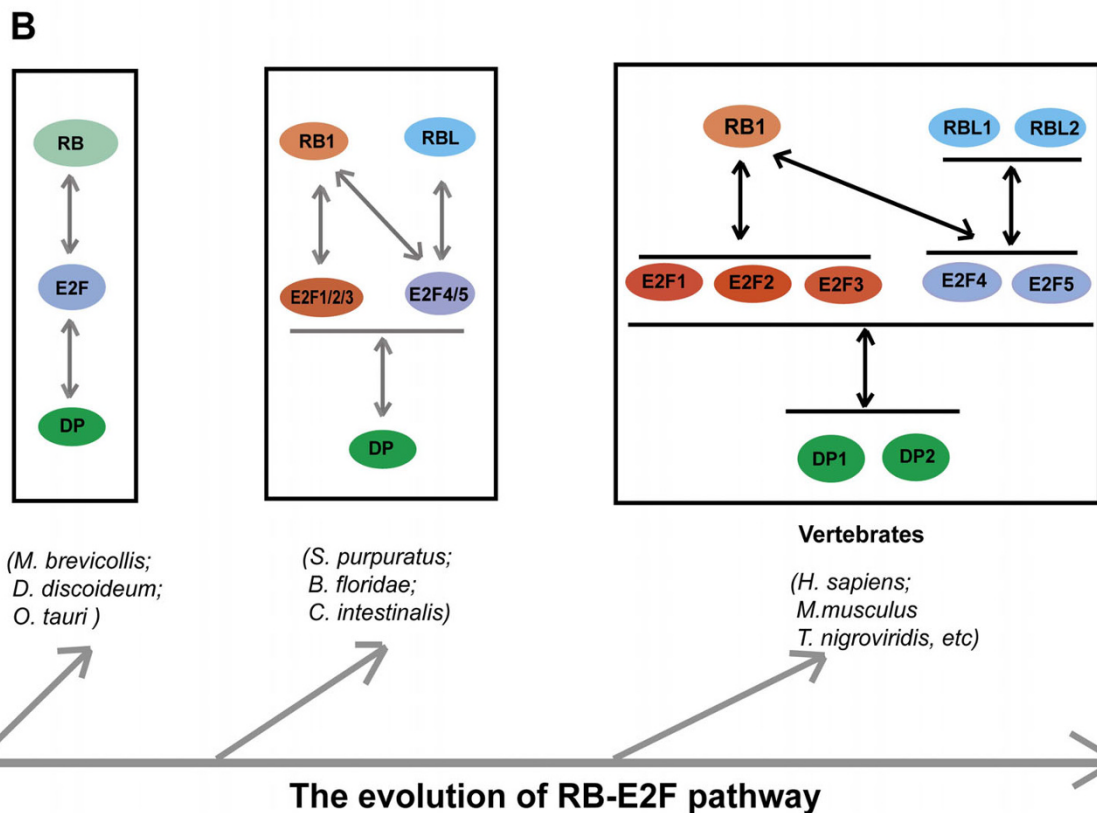 B
RB
E2F
DP
(M. brevicollis;
D. discoideum;
O. tauri )
RB1
RBL
E2F1/2/3
E2F4/5
DP
(S. purpuratus;
B. floridae;
C. intestinalis)
RB1
RBL1
RBL2
E2F1
E2F2
E2F3
E2F4
E2F5
DP1
DP2
Vertebrates
(H. sapiens;
M.musculus
T. nigroviridis, etc)
The evolution of RB-E2F pathway